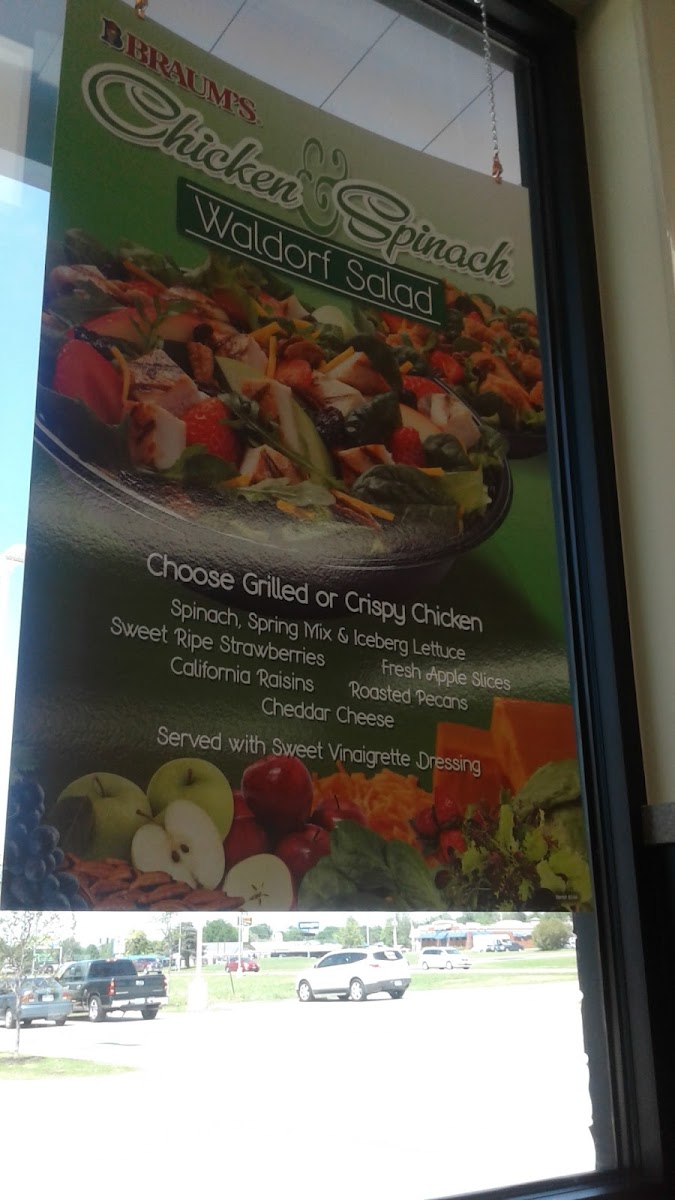 BRAUM'S
Chicken & Spinach
Waldorf Salad
Choose Grilled or Crispy Chicken
Spinach, Spring Mix & Iceberg Lettuce
Sweet Ripe Strawberries Fresh Apple Slices
California Raisins Roasted Pecans
Cheddar Cheese
Served with Sweet Vinaigrette Dressing